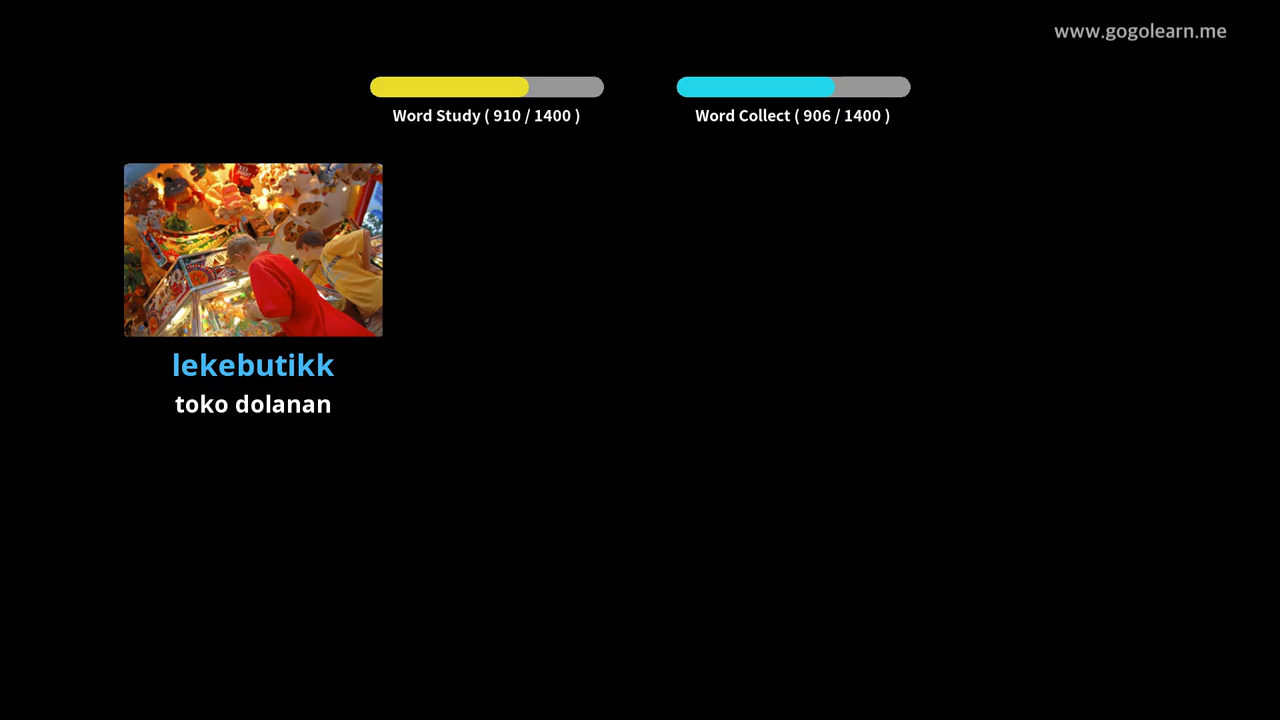 www.gogolearn.me
Word Study ( 910 / 1400 )
Word Collect ( 906 / 1400 )
lekebutikk
toko dolanan